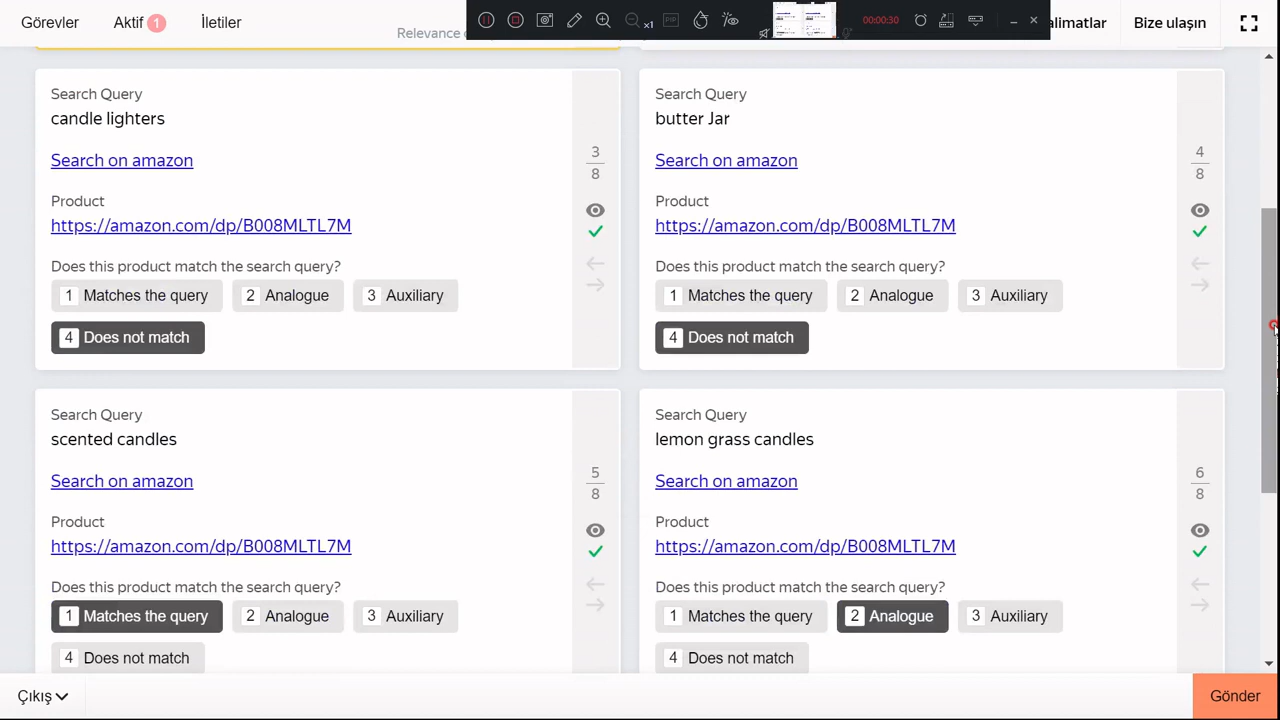 Görevler
Aktif 1
İletiler
x1
PIP
00:00:30
alimatlar
Bize ulaşın
Relevance
Search Query
candle lighters
Search on amazon
Product
https://amazon.com/dp/B008MLTL7M
Does this product match the search query?
1 Matches the query
2 Analogue
3 Auxiliary
4 Does not match
3
8
Search Query
butter Jar
Search on amazon
Product
https://amazon.com/dp/B008MLTL7M
Does this product match the search query?
1 Matches the query
2 Analogue
3 Auxiliary
4 Does not match
4
8
Search Query
scented candles
Search on amazon
Product
https://amazon.com/dp/B008MLTL7M
Does this product match the search query?
1 Matches the query
2 Analogue
3 Auxiliary
4 Does not match
5
8
Search Query
lemon grass candles
Search on amazon
Product
https://amazon.com/dp/B008MLTL7M
Does this product match the search query?
1 Matches the query
2 Analogue
3 Auxiliary
4 Does not match
6
8
Çıkış
Gönder